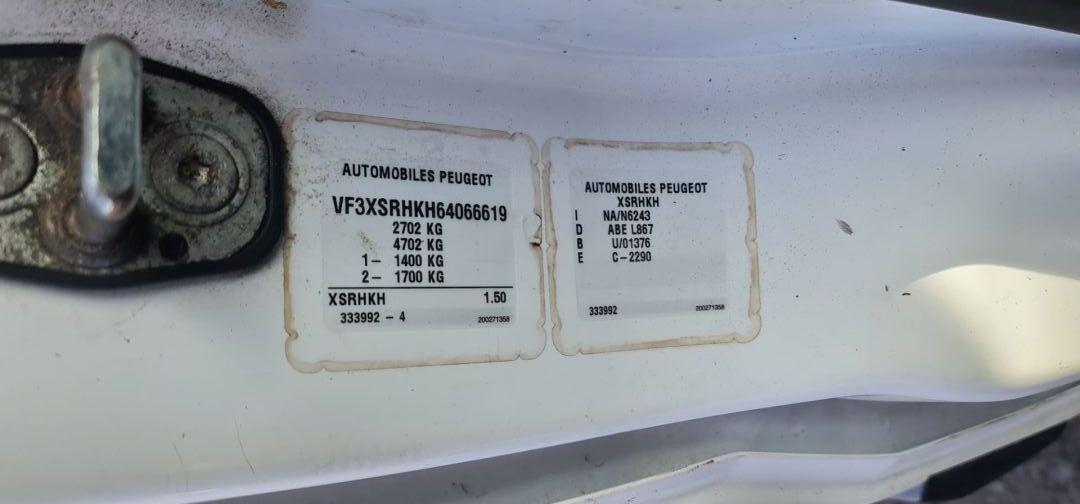 AUTOMOBILES PEUGEOT
VF3XSRHKH64066619
2702 KG
4702 KG
1- 1400 KG
2- 1700 KG
XSRHKH 1.50
333992 - 4 200271358
AUTOMOBILES PEUGEOT
XSRHKH
I NA/N6243
D ABE L867
B U/01376
E C-2290
333992 200271358